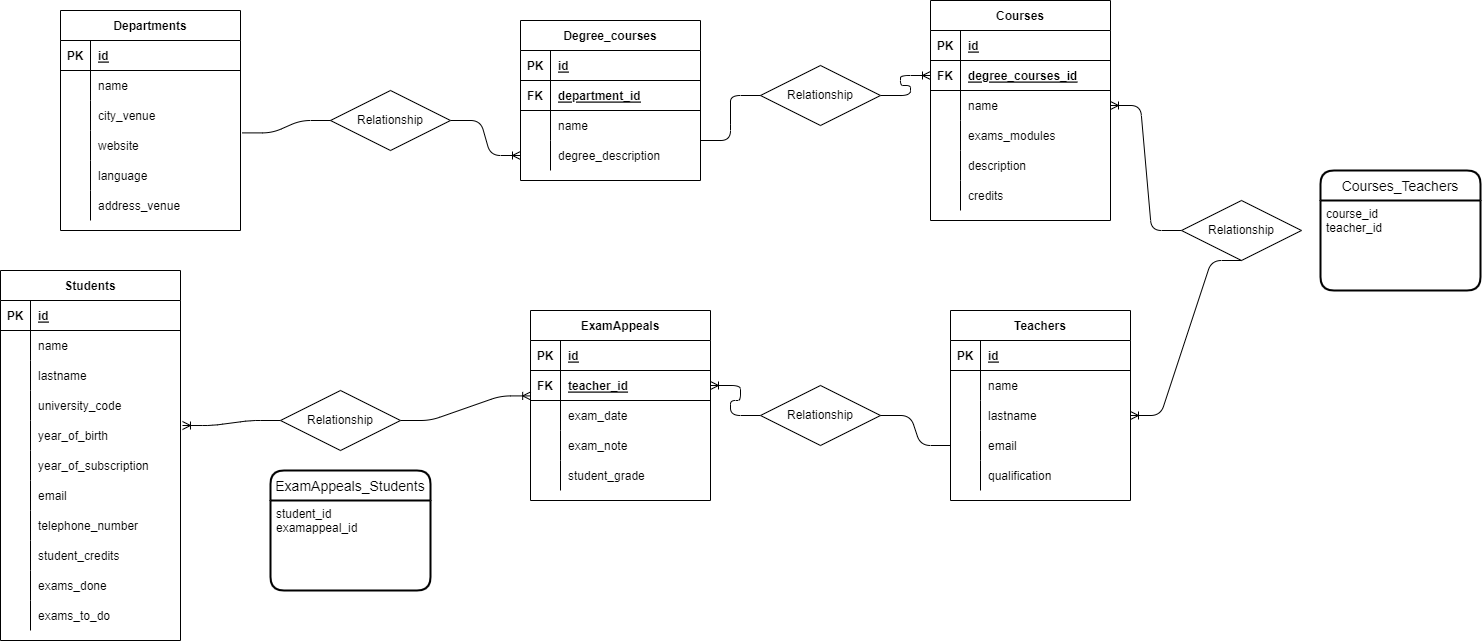 Departments
PK id
name
city_venue
website
language
address_venue
Relationship
Degree_courses
PK id
FK department_id
name
degree_description
Relationship
Courses
PK id
FK degree_courses_id
name
exams_modules
description
credits
Relationship
Courses_Teachers
course_id
teacher_id
Students
PK id
name
lastname
university_code
year_of_birth
year_of_subscription
email
telephone_number
student_credits
exams_done
exams_to_do
Relationship
ExamAppeals_Students
student_id
examappeal_id
ExamAppeals
PK id
FK teacher_id
exam_date
exam_note
student_grade
Relationship
Teachers
PK id
name
lastname
email
qualification